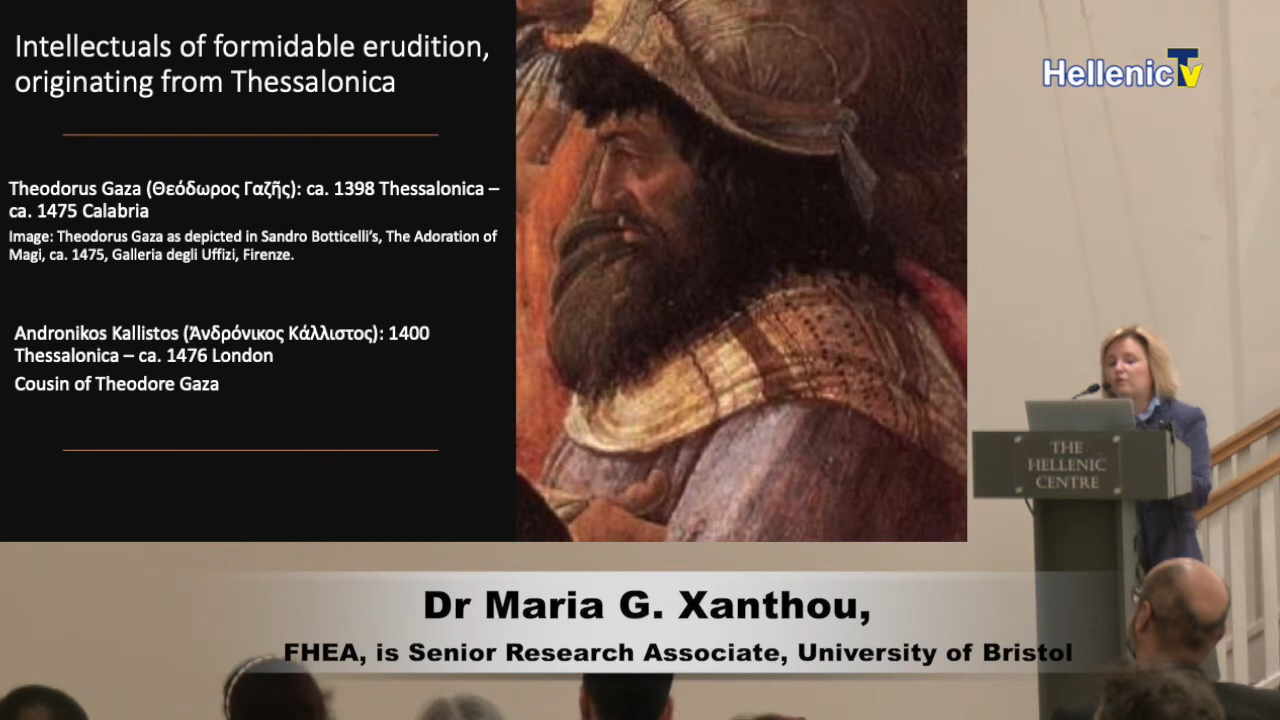 Intellectuals of formidable erudition,
originating from Thessalonica
Theodorus Gaza (Θεόδωρος Γαζῆς): ca. 1398 Thessalonica –
ca. 1475 Calabria
Image: Theodorus Gaza as depicted in Sandro Botticelli’s, The Adoration of
Magi, ca. 1475, Galleria degli Uffizi, Firenze.
Andronikos Kallistos (Ἀνδρόνικος Κάλλιστος): 1400
Thessalonica – ca. 1476 London
Cousin of Theodore Gaza
Hellenic Tv
THE
HELLENIC
CENTRE
Dr Maria G. Xanthou,
FHEA, is Senior Research Associate, University of Bristol